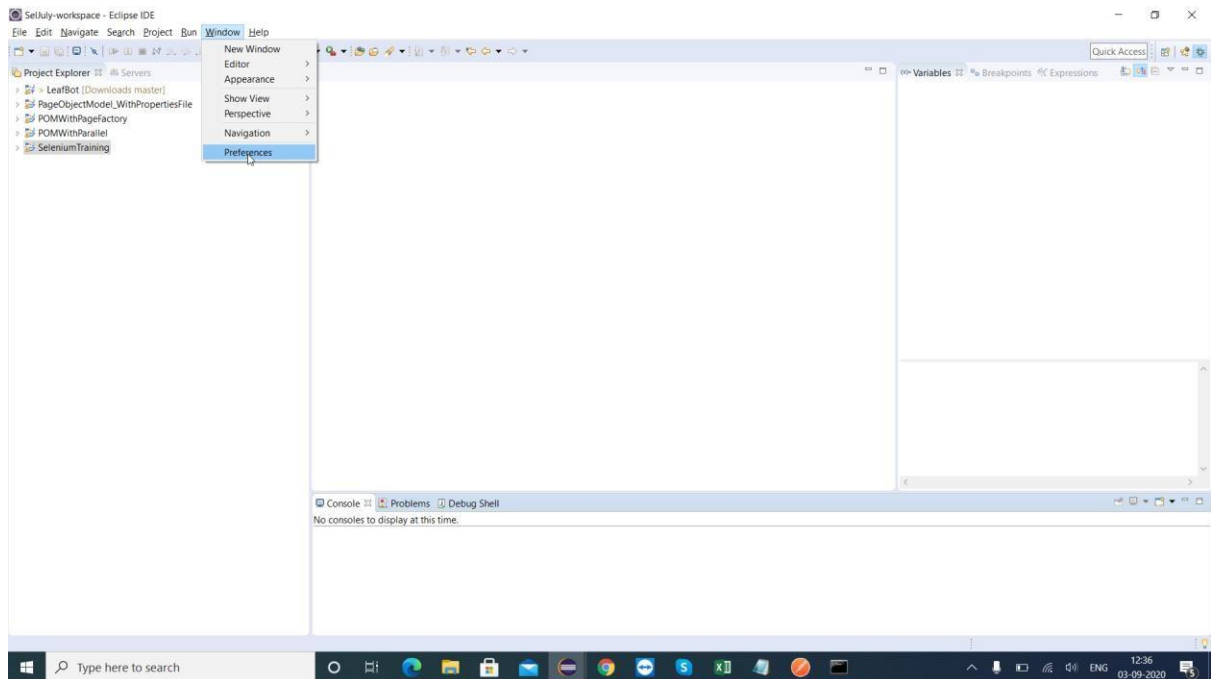 SelJuly-workspace - Eclipse IDE
File Edit Navigate Search Project Run Window Help
Quick Access
Project Explorer Servers
> LeafBot [Downloads master]
PageObjectModel_WithPropertiesFile
POMWithPageFactory
POMWithParallel
SeleniumTraining
New Window
Editor
Appearance
Show View
Perspective
Navigation
Preferences
Variables Breakpoints Expressions
Console Problems Debug Shell
No consoles to display at this time.
Type here to search
ENG
12:36
03-09-2020
5